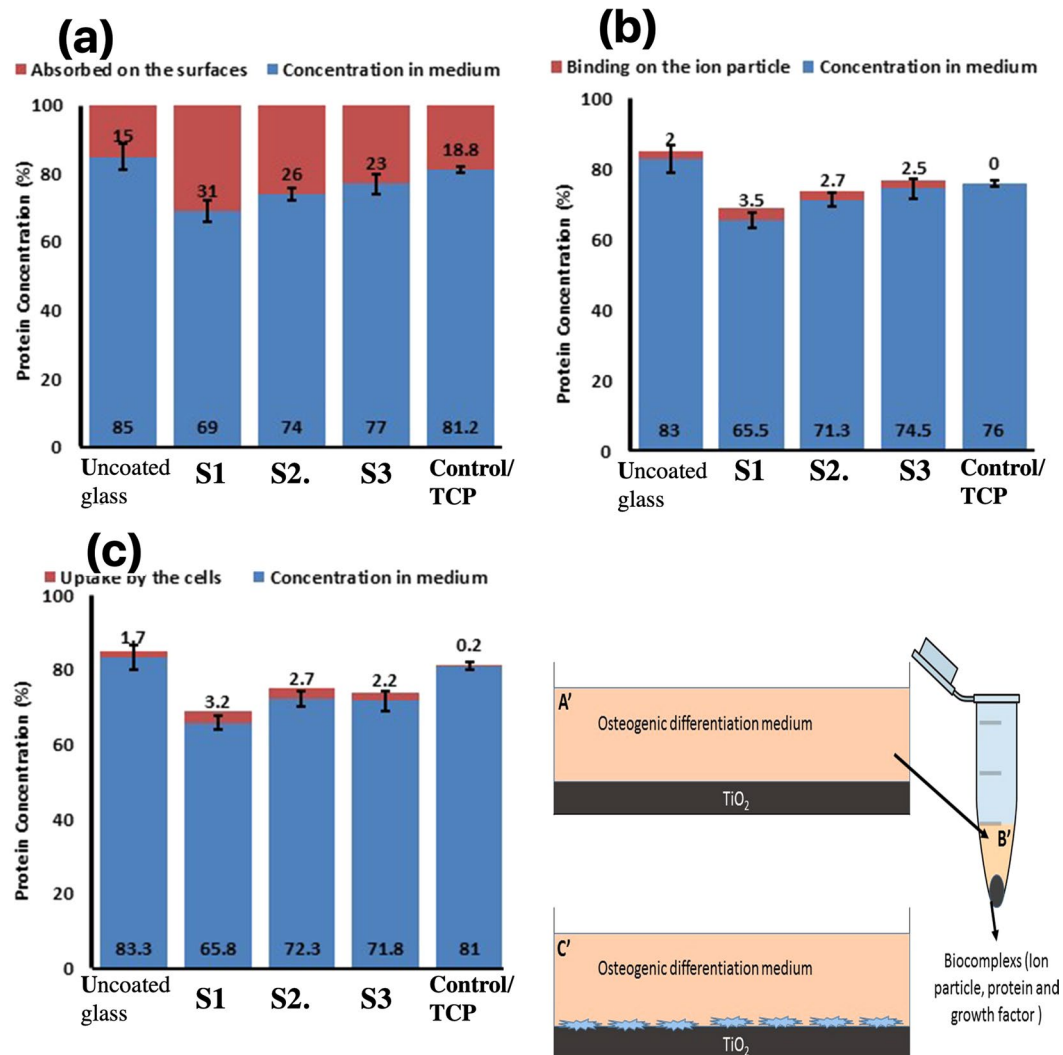 (a)
Absorbed on the surfaces Concentration in medium
Protein Concentration (%)
100
80
60
40
20
0
15 31 26 23 18.8
85 69 74 77 81.2
Uncoated glass S1 S2. S3 Control/ TCP
(b)
Binding on the ion particle Concentration in medium
Protein Concentration (%)
100
80
60
40
20
0
2 3.5 2.7 2.5 0
83 65.5 71.3 74.5 76
Uncoated glass S1 S2. S3 Control/ TCP
(c)
Uptake by the cells Concentration in medium
Protein Concentration (%)
100
80
60
40
20
0
1.7 3.2 2.7 2.2 0.2
83.3 65.8 72.3 71.8 81
Uncoated glass S1 S2. S3 Control/ TCP
A'
Osteogenic differentiation medium
TiO₂
B'
C'
Osteogenic differentiation medium
TiO₂
Biocomplexes (Ion
particle, protein and
growth factor )